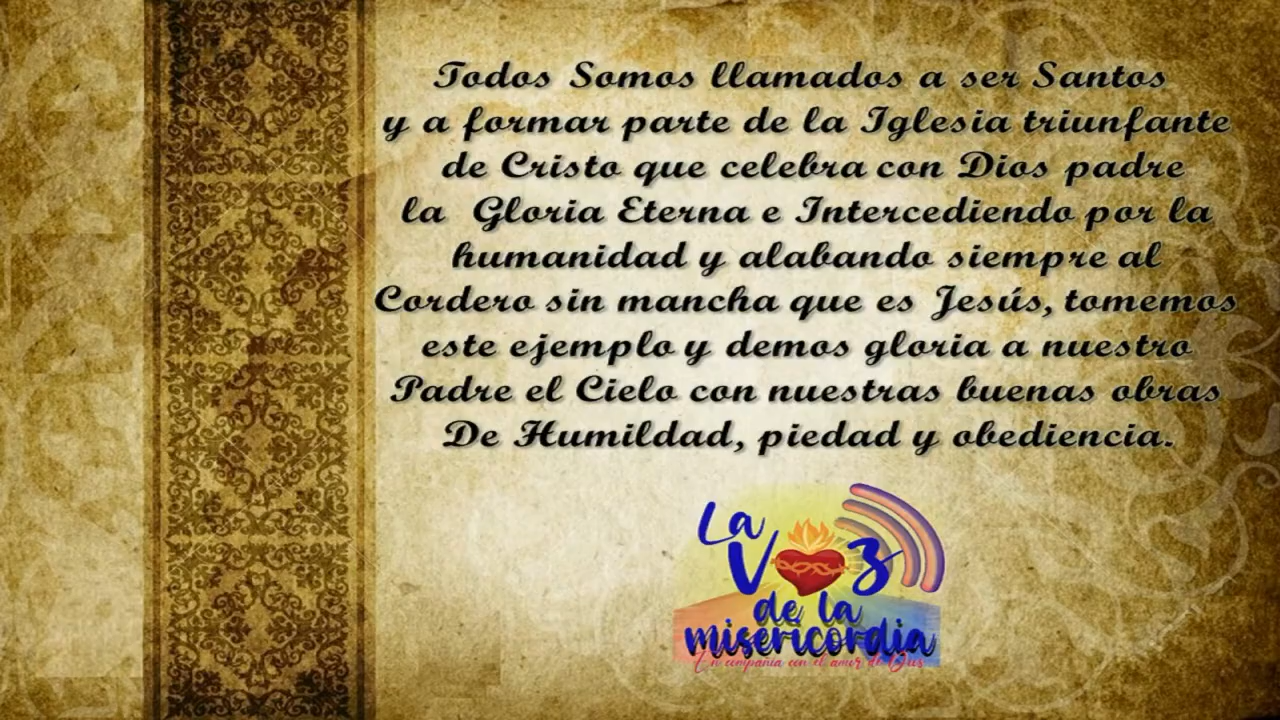 Todos Somos llamados a ser Santos
y a formar parte de la Iglesia triunfante
de Cristo que celebra con Dios padre
la Gloria Eterna e Intercediendo por la
humanidad y alabando siempre al
Cordero sin mancha que es Jesús, tomemos
este ejemplo y demos gloria a nuestro
Padre el Cielo con nuestras buenas obras
De Humildad, piedad y obediencia.
La
Voz
de la
misericordia
En compañia con el amor de Dios